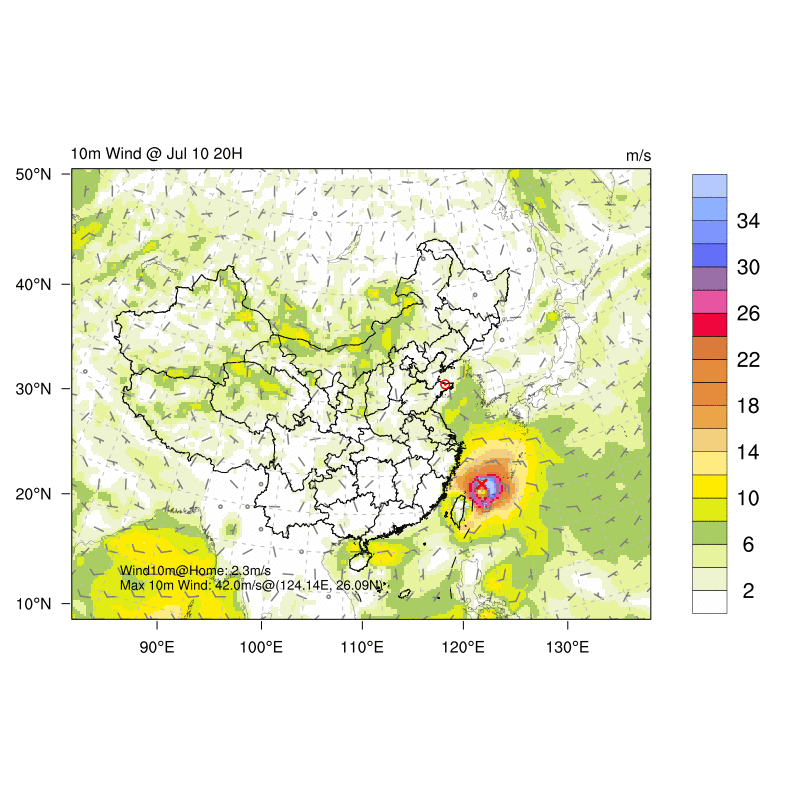 10m Wind @ Jul 10 20H
m/s
50°N
40°N
30°N
20°N
10°N
90°E
100°E
110°E
120°E
130°E
34
30
26
22
18
14
10
6
2
Wind10m@Home: 2.3m/s
Max 10m Wind: 42.0m/s@(124.14E, 26.09N)